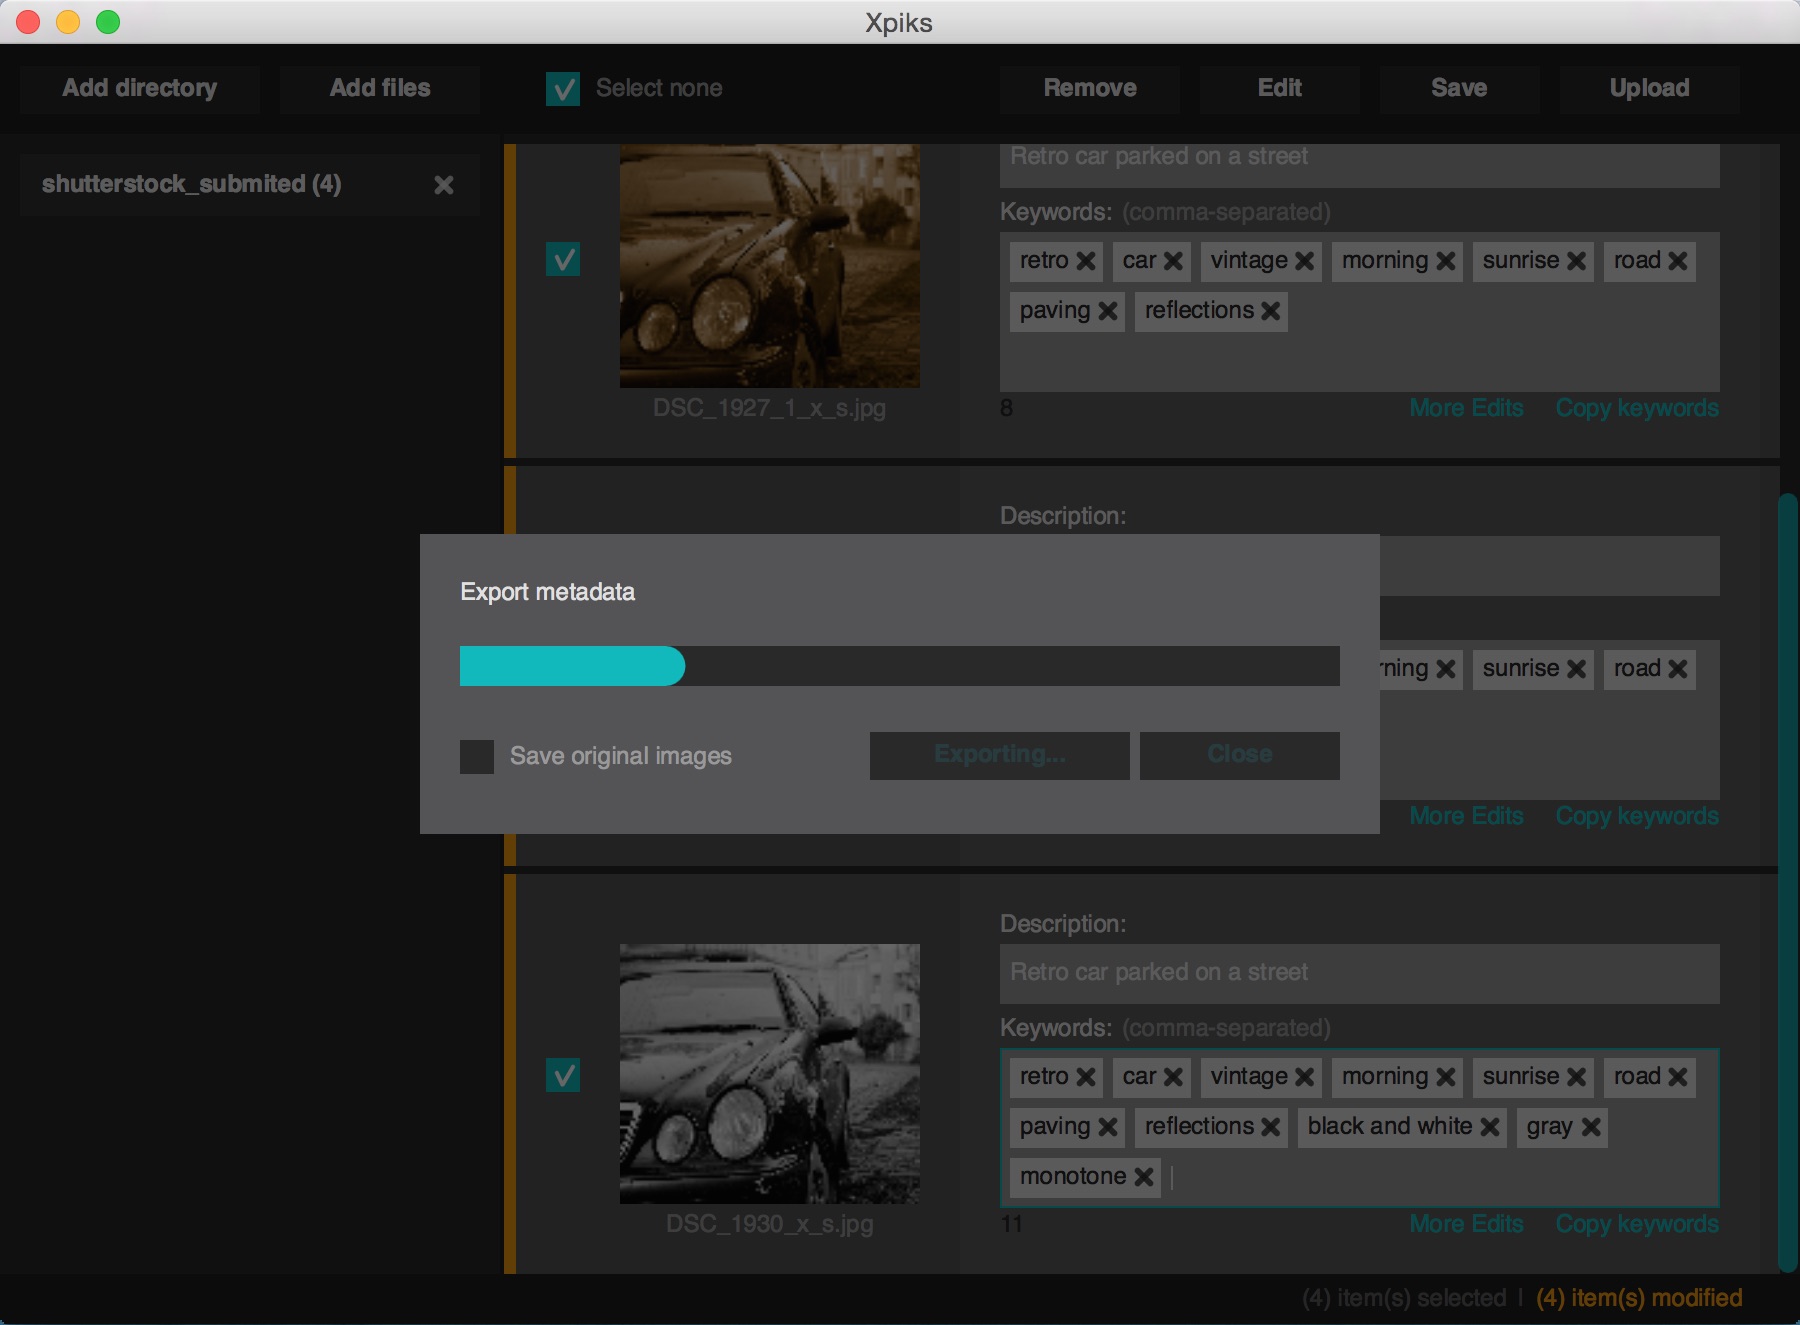 Xpiks
Add directory
Add files
Select none
Remove
Edit
Save
Upload
shutterstock_submited (4)
Retro car parked on a street
Keywords: (comma-separated)
retro car vintage morning sunrise road
paving reflections
DSC_1927_1_x_s.jpg
8
More Edits
Copy keywords
Description:
Export metadata
rning sunrise road
Save original images
Exporting...
Close
More Edits
Copy keywords
Description:
Retro car parked on a street
Keywords: (comma-separated)
retro car vintage morning sunrise road
paving reflections black and white gray
monotone
DSC_1930_x_s.jpg
11
More Edits
Copy keywords
(4) item(s) selected | (4) item(s) modified